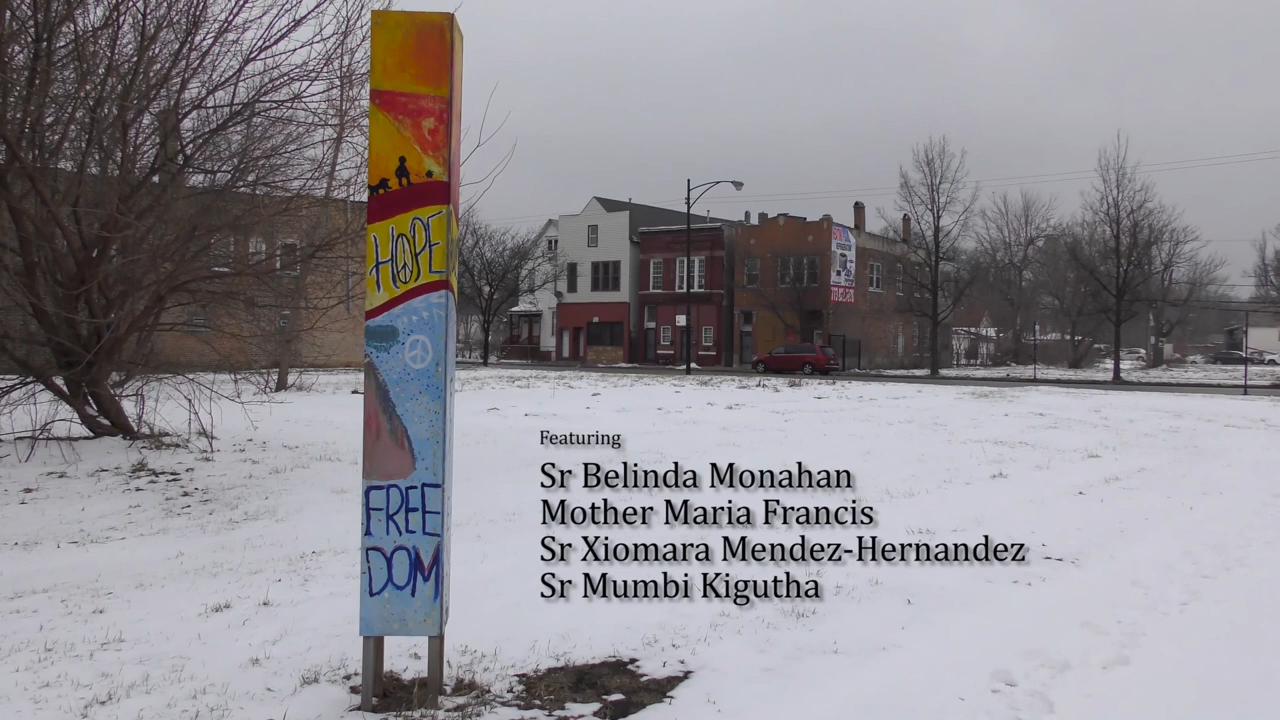 HOPE
FREE
DOM
Featuring
Sr Belinda Monahan
Mother Maria Francis
Sr Xiomara Mendez-Hernandez
Sr Mumbi Kigutha